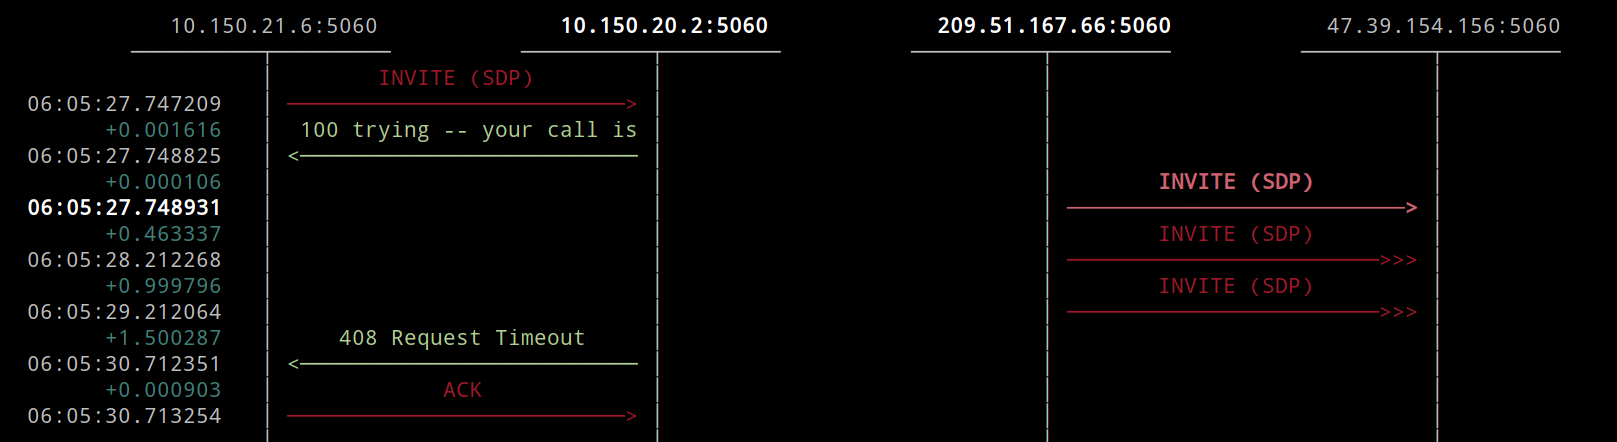 10.150.21.6:5060 10.150.20.2:5060 209.51.167.66:5060 47.39.154.156:5060
INVITE (SDP)
06:05:27.747209
+0.001616 100 trying -- your call is
06:05:27.748825
+0.000106 INVITE (SDP)
06:05:27.748931
+0.463337 INVITE (SDP)
06:05:28.212268 >>>
+0.999796 INVITE (SDP)
06:05:29.212064 >>>
+1.500287 408 Request Timeout
06:05:30.712351
+0.000903 ACK
06:05:30.713254